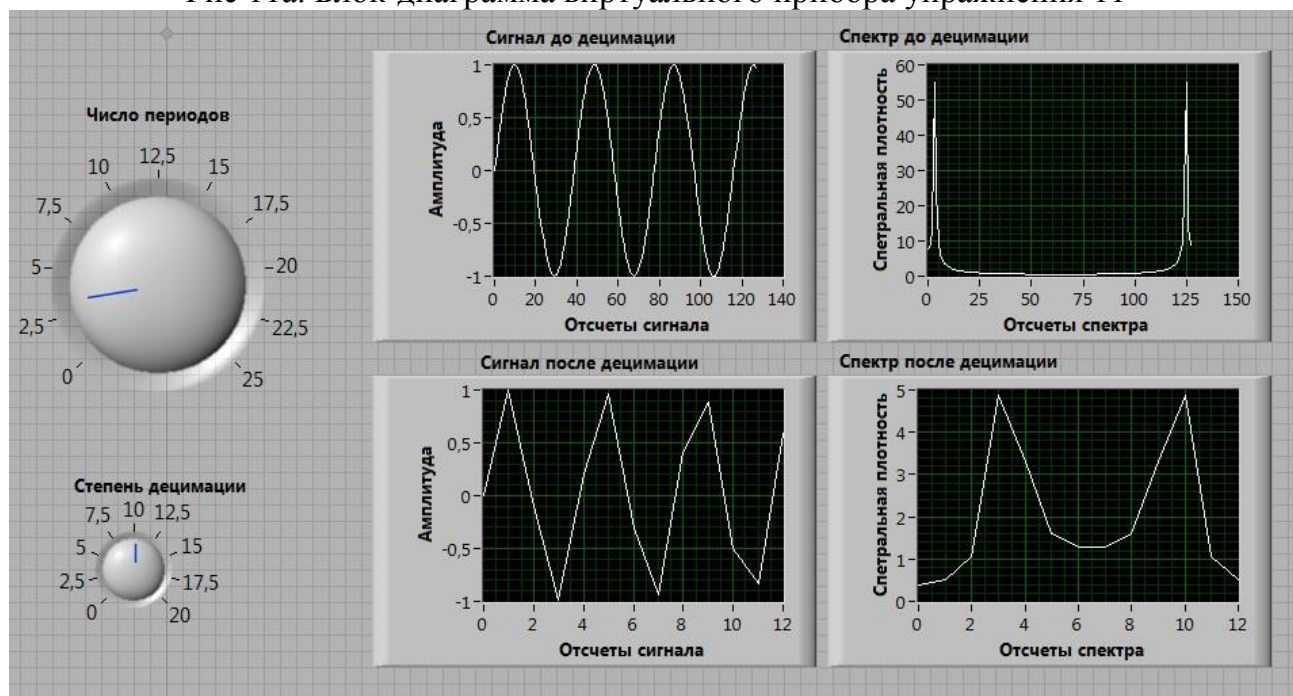 Рис 11а. Блок-диаграмма виртуального прибора упражнения 11
Число периодов
0
2,5
5
7,5
10
12,5
15
17,5
20
22,5
25
Степень децимации
0
2,5
5
7,5
10
12,5
15
17,5
20
Сигнал до децимации
Амплитуда
1
0,5
0
-0,5
-1
0 20 40 60 80 100 120 140
Отсчеты сигнала
Спектр до децимации
Спетральная плотность
60
50
40
30
20
10
0
0 25 50 75 100 125 150
Отсчеты спектра
Сигнал после децимации
Амплитуда
1
0,5
0
-0,5
-1
0 2 4 6 8 10 12
Отсчеты сигнала
Спектр после децимации
Спетральная плотность
5
4
3
2
1
0
0 2 4 6 8 10 12
Отсчеты спектра